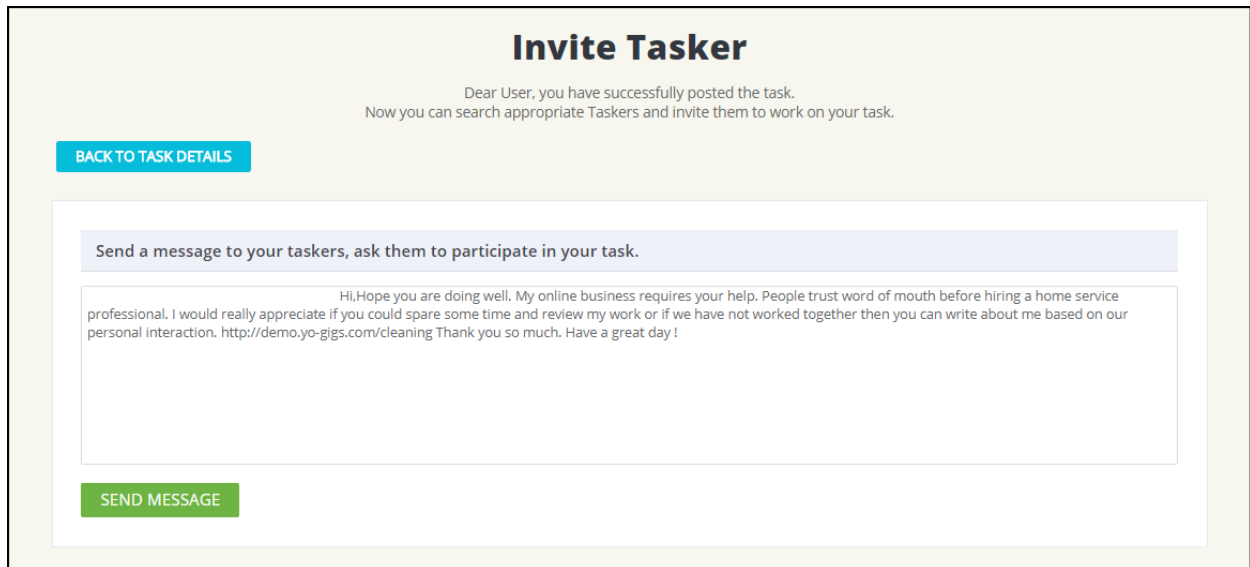 Invite Tasker
Dear User, you have successfully posted the task.
Now you can search appropriate Taskers and invite them to work on your task.
BACK TO TASK DETAILS
Send a message to your taskers, ask them to participate in your task.
Hi,Hope you are doing well. My online business requires your help. People trust word of mouth before hiring a home service
professional. I would really appreciate if you could spare some time and review my work or if we have not worked together then you can write about me based on our
personal interaction. http://demo.yo-gigs.com/cleaning Thank you so much. Have a great day !
SEND MESSAGE